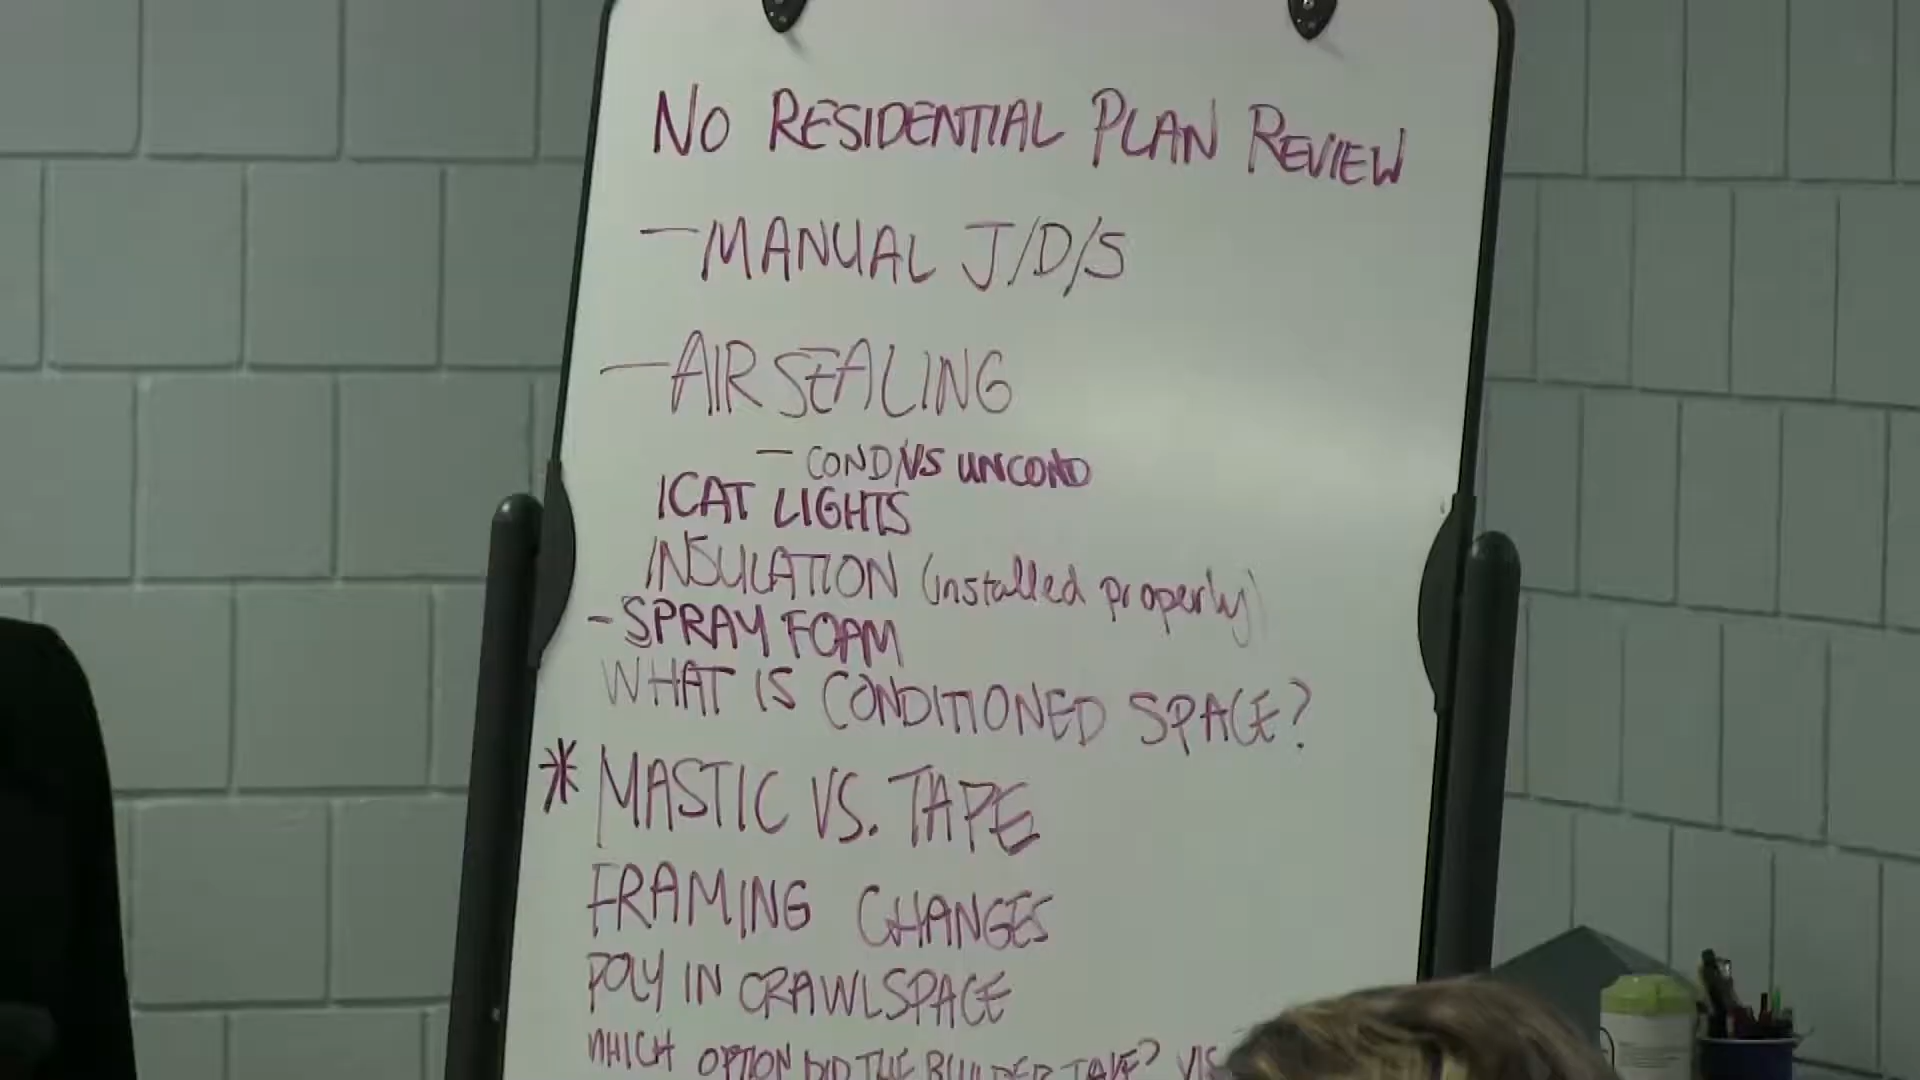 NO RESIDENTIAL PLAN REVIEW
— MANUAL J/D/S
— AIR SEALING
— COND/VS UNCOND
ICAT LIGHTS
INSULATION (installed properly)
- SPRAY FOAM
WHAT IS CONDITIONED SPACE?
* MASTIC VS. TAPE
FRAMING CHANGES
POLY IN CRAWLSPACE
WHICH OPTION DID THE BUILDER TAKE?